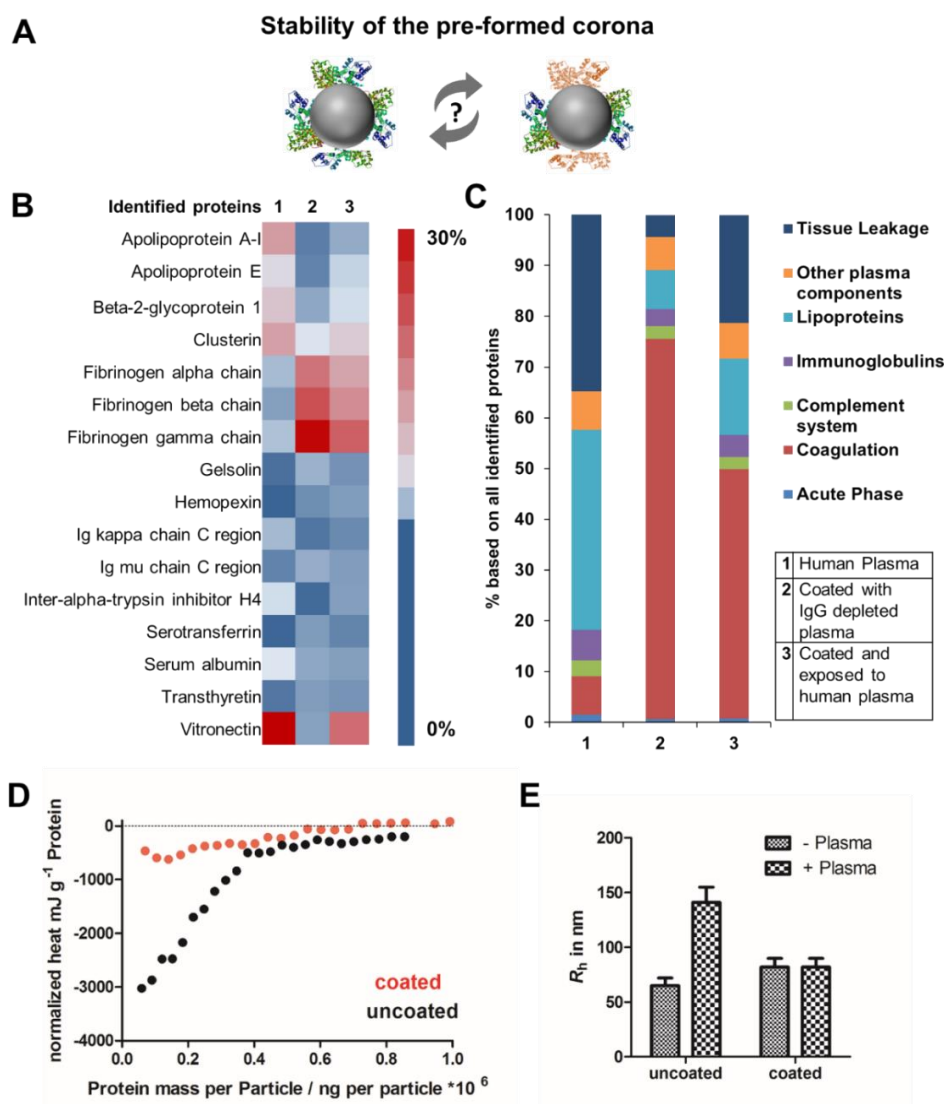 A
Stability of the pre-formed corona
?
B
Identified proteins 1 2 3
Apolipoprotein A-I
Apolipoprotein E
Beta-2-glycoprotein 1
Clusterin
Fibrinogen alpha chain
Fibrinogen beta chain
Fibrinogen gamma chain
Gelsolin
Hemopexin
Ig kappa chain C region
Ig mu chain C region
Inter-alpha-trypsin inhibitor H4
Serotransferrin
Serum albumin
Transthyretin
Vitronectin
30%
0%
C
% based on all identified proteins
100
90
80
70
60
50
40
30
20
10
0
1 2 3
Tissue Leakage
Other plasma
components
Lipoproteins
Immunoglobulins
Complement
system
Coagulation
Acute Phase
1 Human Plasma
2 Coated with
IgG depleted
plasma
3 Coated and
exposed to
human plasma
D
normalized heat mJ g⁻¹ Protein
0
-1000
-2000
-3000
-4000
coated
uncoated
0.0 0.2 0.4 0.6 0.8 1.0
Protein mass per Particle / ng per particle *10 ⁶
E
Rh in nm
200
150
100
50
0
- Plasma
+ Plasma
uncoated coated